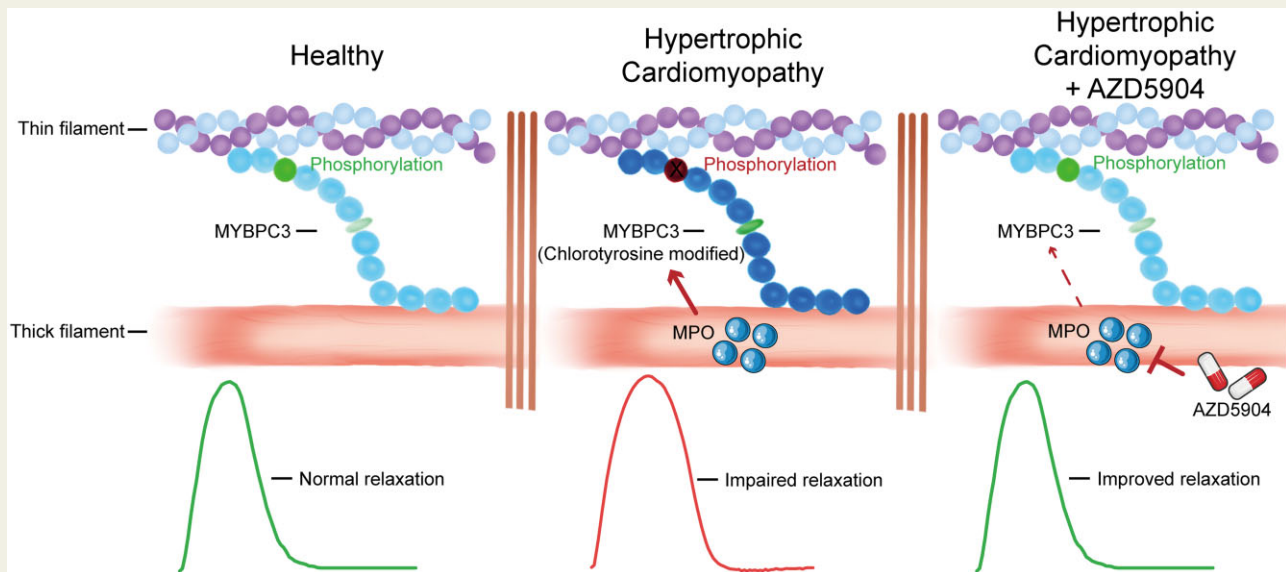 Healthy
Thin filament
Phosphorylation
MYBPC3
Thick filament
Normal relaxation
Hypertrophic
Cardiomyopathy
X
Phosphorylation
MYBPC3
(Chlorotyrosine modified)
MPO
Impaired relaxation
Hypertrophic
Cardiomyopathy
+ AZD5904
Phosphorylation
MYBPC3
MPO
AZD5904
Improved relaxation